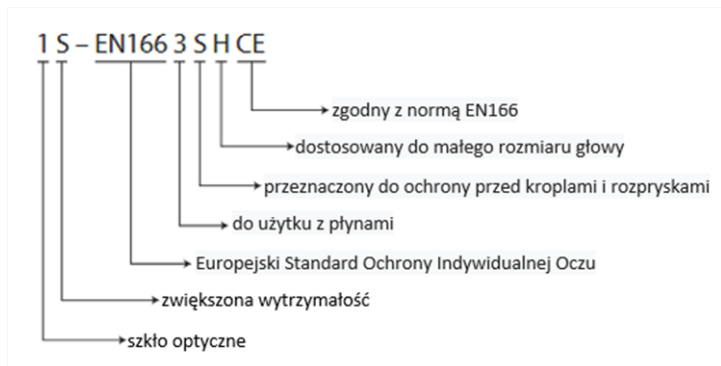 1 S – EN166 3 S H CE
zgodny z normą EN166
dostosowany do małego rozmiaru głowy
przeznaczony do ochrony przed kroplami i rozpryskami
do użytku z płynami
Europejski Standard Ochrony Indywidualnej Oczu
zwiększona wytrzymałość
szkło optyczne